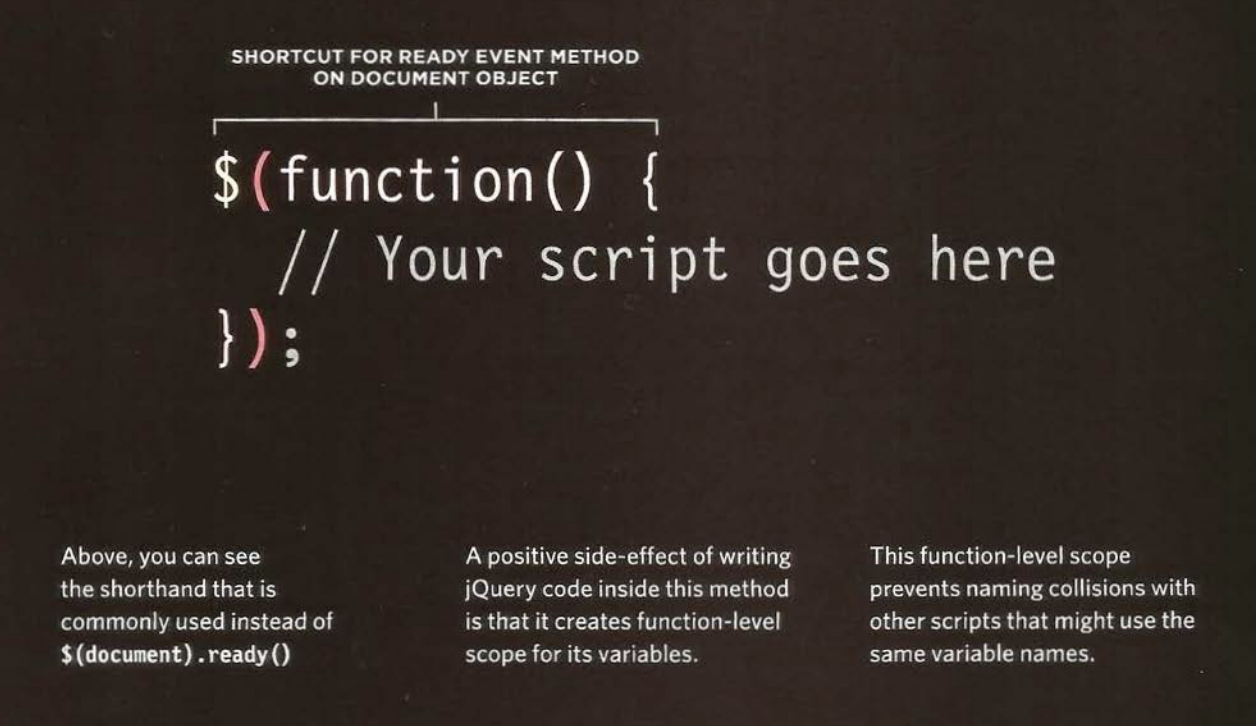 SHORTCUT FOR READY EVENT METHOD
ON DOCUMENT OBJECT
$(function() {
// Your script goes here
});
Above, you can see
the shorthand that is
commonly used instead of
$(document).ready()
A positive side-effect of writing
jQuery code inside this method
is that it creates function-level
scope for its variables.
This function-level scope
prevents naming collisions with
other scripts that might use the
same variable names.